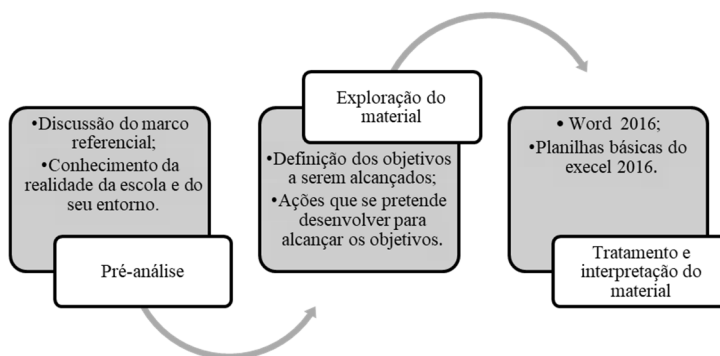 •Discussão do marco
referencial;
•Conhecimento da
realidade da escola e do
seu entorno.
Pré-análise
Exploração do
material
•Definição dos objetivos
a serem alcançados;
•Ações que se pretende
desenvolver para
alcançar os objetivos.
• Word 2016;
•Planilhas básicas do
execel 2016.
Tratamento e
interpretação do
material